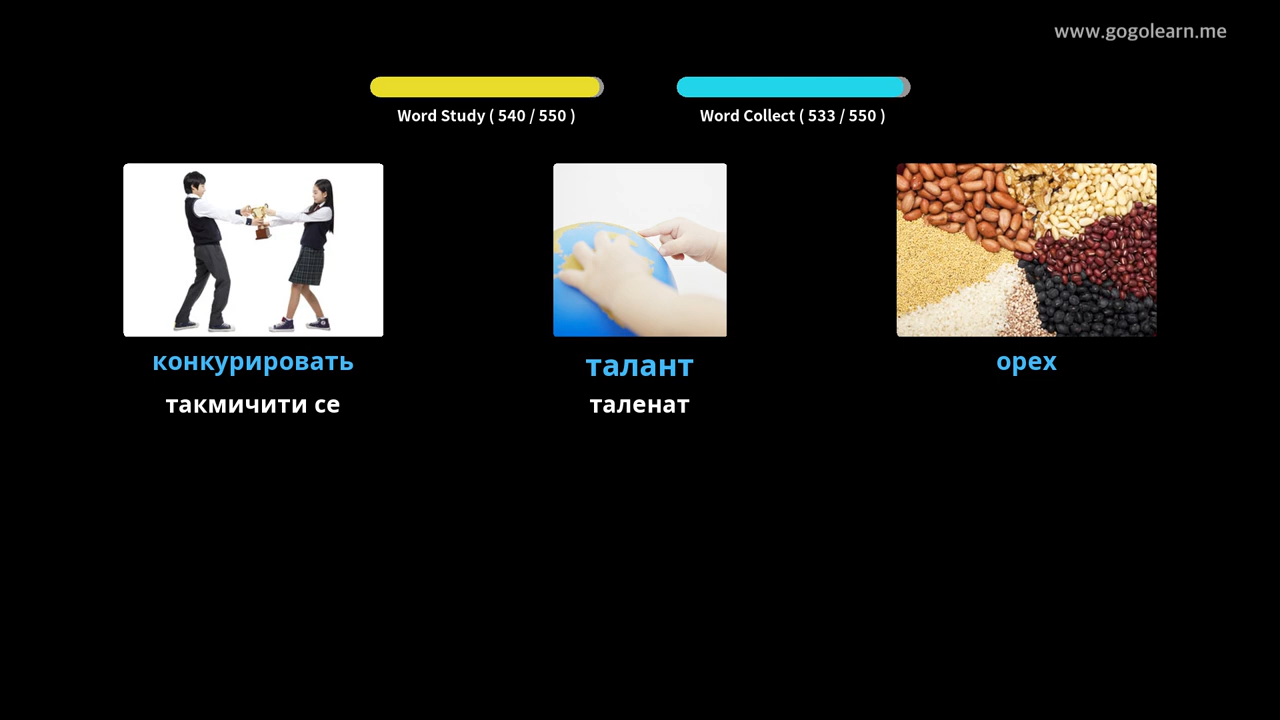 www.gogolearn.me
Word Study ( 540 / 550 )
Word Collect ( 533 / 550 )
конкурировать
талант
орех
такмичити се
таленат